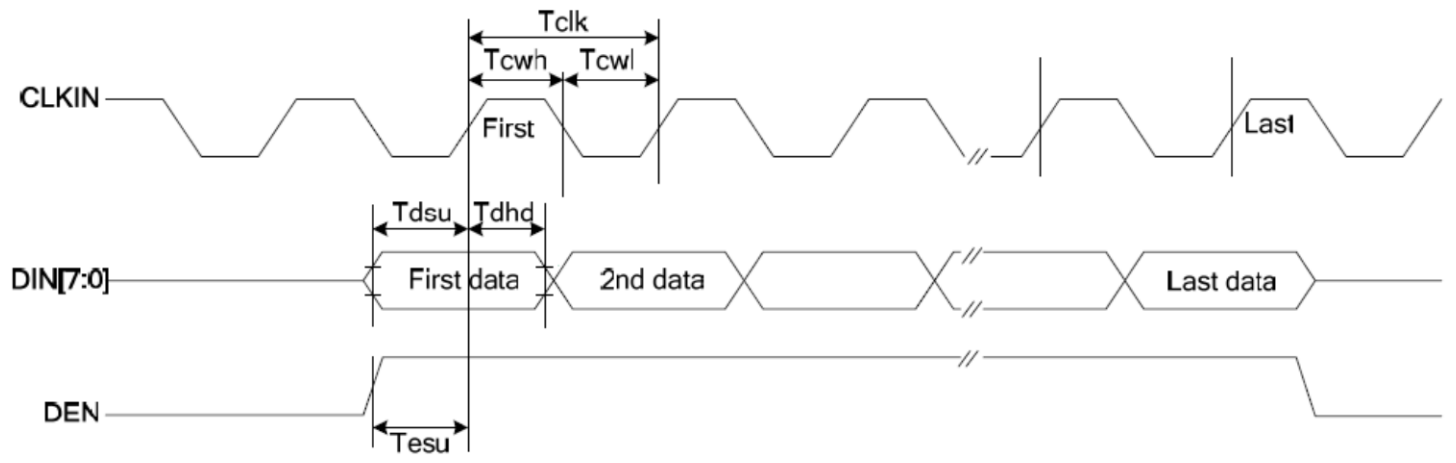 Tclk
Tcwh Tcwl
CLKIN
First
Last
Tdsu Tdhd
DIN[7:0]
First data
2nd data
Last data
DEN
Tesu